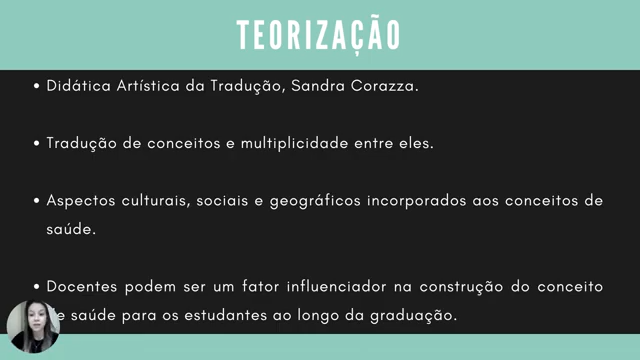 TEORIZAÇÃO
• Didática Artística da Tradução, Sandra Corazza.
• Tradução de conceitos e multiplicidade entre eles.
• Aspectos culturais, sociais e geográficos incorporados aos conceitos de
saúde.
• Docentes podem ser um fator influenciador na construção do conceito
saúde para os estudantes ao longo da graduação.